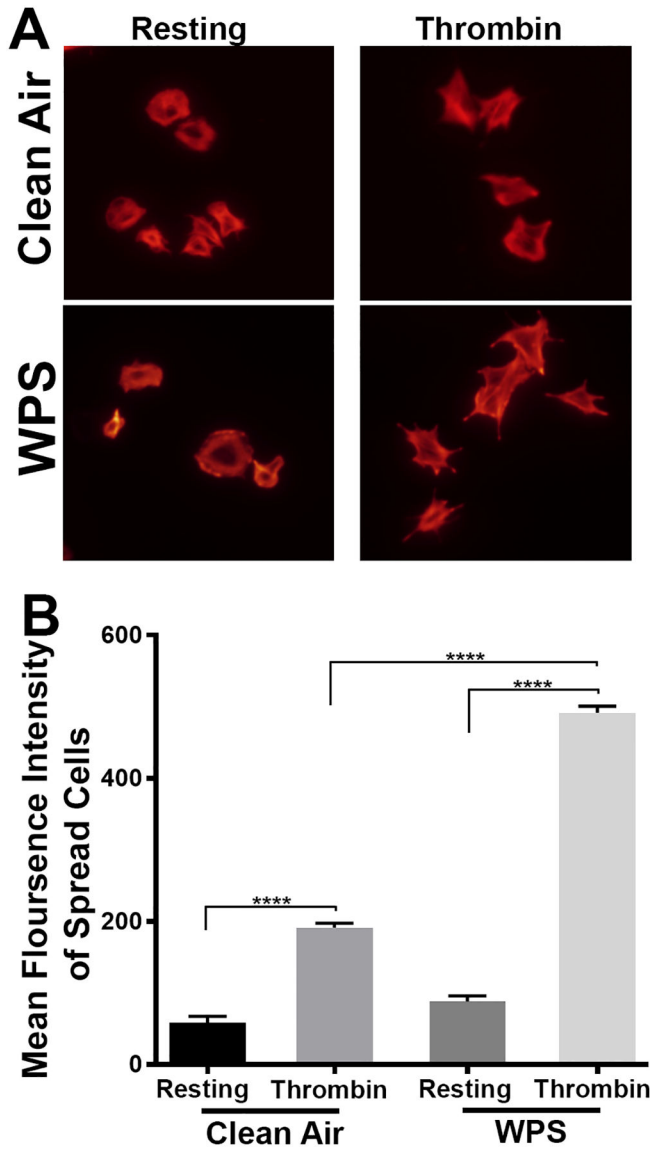 A
Resting
Thrombin
Clean Air
WPS
B
Mean Floursence Intensity
of Spread Cells
600
400
200
0
****
****
****
Resting
Thrombin
Resting
Thrombin
Clean Air
WPS